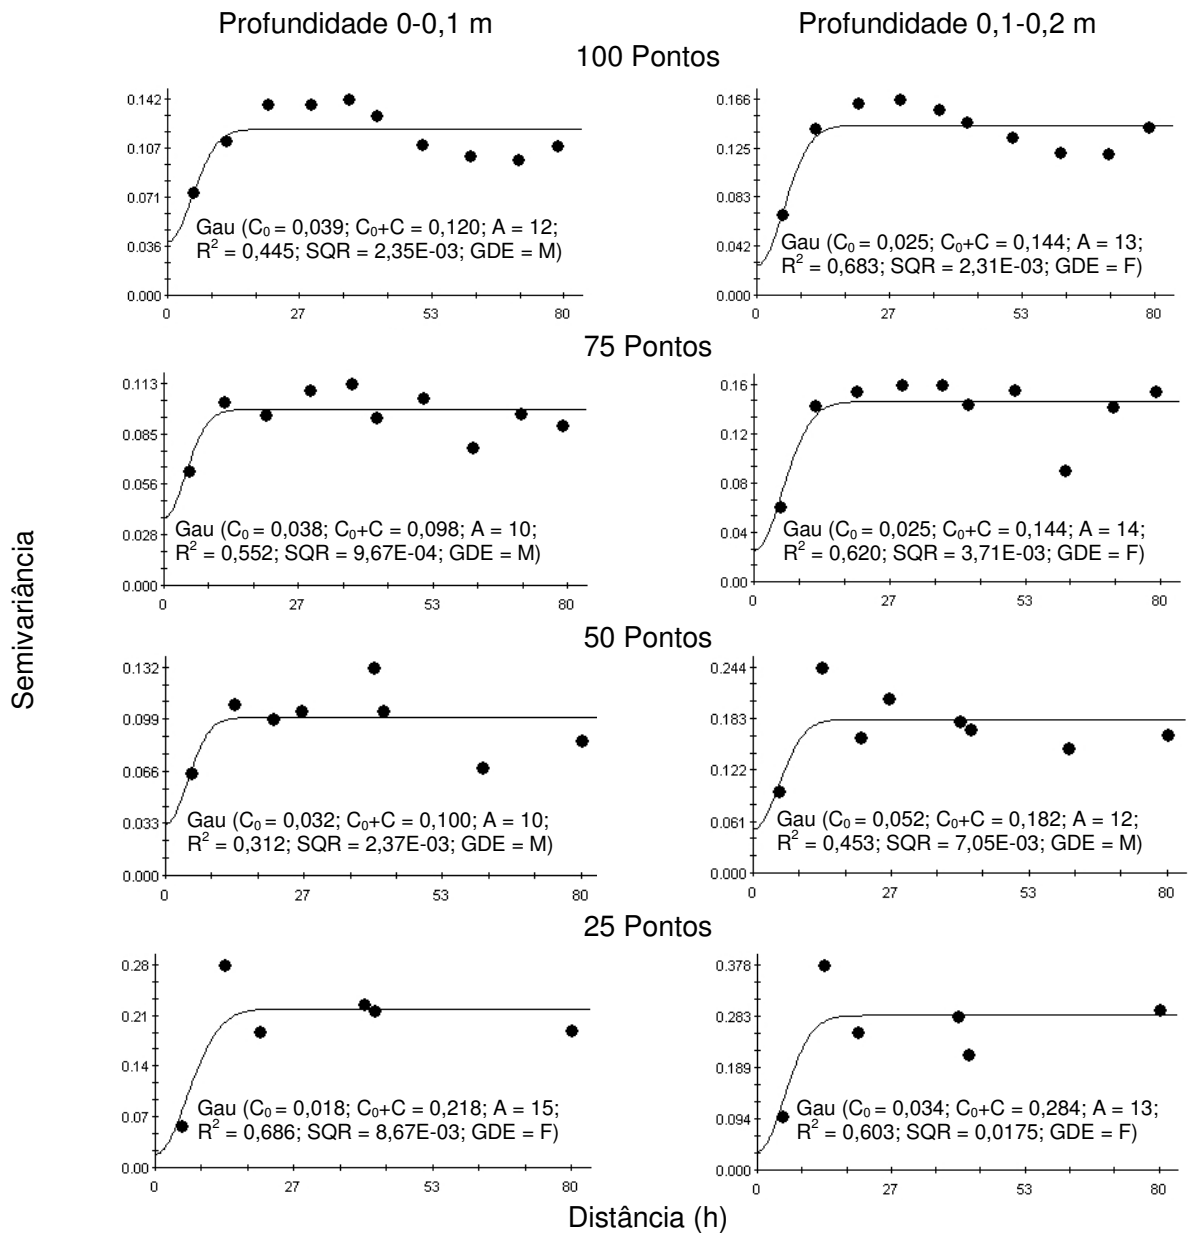 Profundidade 0-0,1 m
Profundidade 0,1-0,2 m
100 Pontos
0.142
0.107
0.071
0.036
0.000
0 27 53 80
Gau (C₀ = 0,039; C₀+C = 0,120; A = 12;
R² = 0,445; SQR = 2,35E-03; GDE = M)
0.166
0.125
0.083
0.042
0.000
0 27 53 80
Gau (C₀ = 0,025; C₀+C = 0,144; A = 13;
R² = 0,683; SQR = 2,31E-03; GDE = F)
75 Pontos
0.113
0.085
0.056
0.028
0.000
0 27 53 80
Gau (C₀ = 0,038; C₀+C = 0,098; A = 10;
R² = 0,552; SQR = 9,67E-04; GDE = M)
0.16
0.12
0.08
0.04
0.00
0 27 53 80
Gau (C₀ = 0,025; C₀+C = 0,144; A = 14;
R² = 0,620; SQR = 3,71E-03; GDE = F)
Semivariância
50 Pontos
0.132
0.099
0.066
0.033
0.000
0 27 53 80
Gau (C₀ = 0,032; C₀+C = 0,100; A = 10;
R² = 0,312; SQR = 2,37E-03; GDE = M)
0.244
0.183
0.122
0.061
0.000
0 27 53 80
Gau (C₀ = 0,052; C₀+C = 0,182; A = 12;
R² = 0,453; SQR = 7,05E-03; GDE = M)
25 Pontos
0.28
0.21
0.14
0.07
0.00
0 27 53 80
Gau (C₀ = 0,018; C₀+C = 0,218; A = 15;
R² = 0,686; SQR = 8,67E-03; GDE = F)
0.378
0.283
0.189
0.094
0.000
0 27 53 80
Gau (C₀ = 0,034; C₀+C = 0,284; A = 13;
R² = 0,603; SQR = 0,0175; GDE = F)
Distância (h)